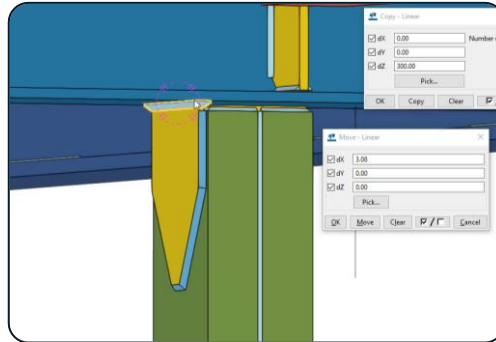 Copy - Linear
dX 0.00 Number
dY 0.00
dZ 300.00
Pick...
OK Copy Clear
Move - Linear
dX 3.08
dY 0.00
dZ 0.00
Pick...
OK Move Clear / Cancel